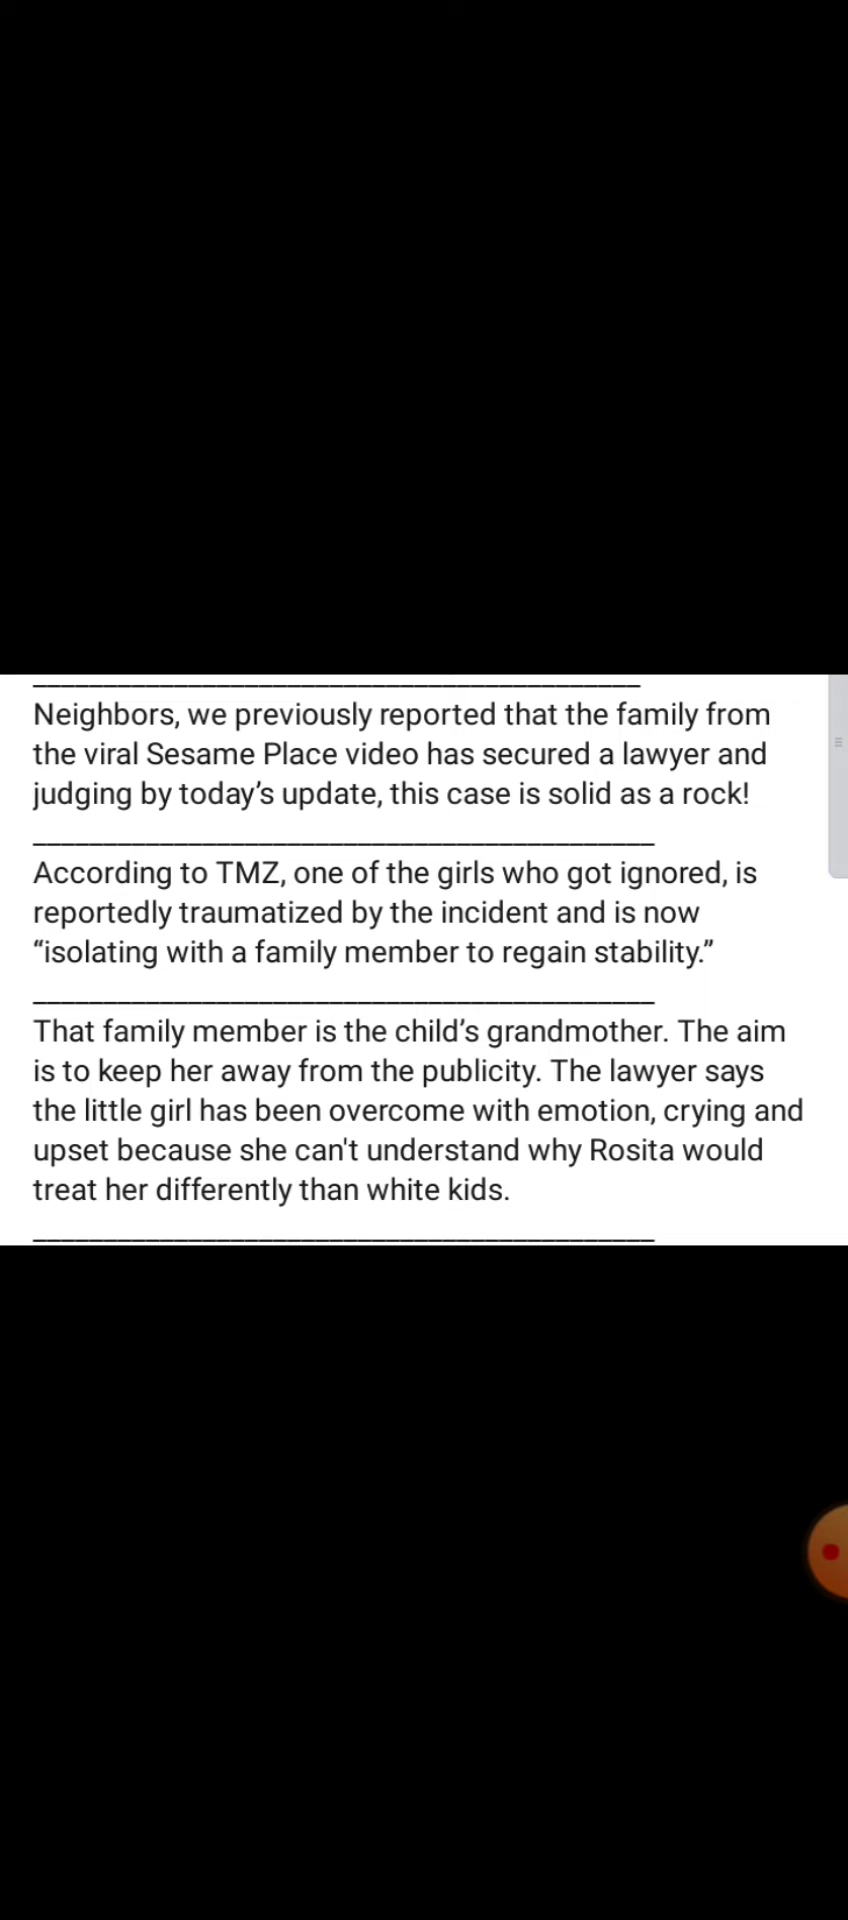 ___________________________________________
Neighbors, we previously reported that the family from
the viral Sesame Place video has secured a lawyer and
judging by today’s update, this case is solid as a rock!
____________________________________________
According to TMZ, one of the girls who got ignored, is
reportedly traumatized by the incident and is now
“isolating with a family member to regain stability.”
____________________________________________
That family member is the child’s grandmother. The aim
is to keep her away from the publicity. The lawyer says
the little girl has been overcome with emotion, crying and
upset because she can't understand why Rosita would
treat her differently than white kids.
____________________________________________